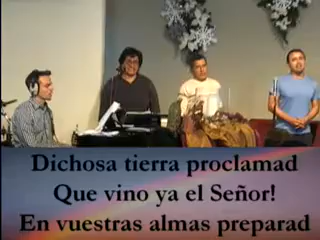 Dichosa tierra proclamad
Que vino ya el Señor!
En vuestras almas preparad